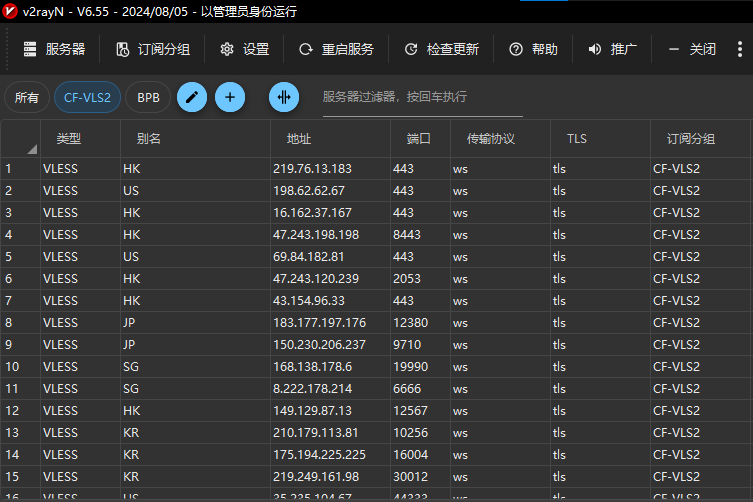 v2rayN - V6.55 - 2024/08/05 - 以管理员身份运行
服务器 订阅分组 设置 重启服务 检查更新 帮助 推广 关闭
所有 CF-VLS2 BPB 服务器过滤器，按回车执行
类型 别名 地址 端口 传输协议 TLS 订阅分组
1 VLESS HK 219.76.13.183 443 ws tls CF-VLS2
2 VLESS US 198.62.62.67 443 ws tls CF-VLS2
3 VLESS HK 16.162.37.167 443 ws tls CF-VLS2
4 VLESS HK 47.243.198.198 8443 ws tls CF-VLS2
5 VLESS US 69.84.182.81 443 ws tls CF-VLS2
6 VLESS HK 47.243.120.239 2053 ws tls CF-VLS2
7 VLESS HK 43.154.96.33 443 ws tls CF-VLS2
8 VLESS JP 183.177.197.176 12380 ws tls CF-VLS2
9 VLESS JP 150.230.206.237 9710 ws tls CF-VLS2
10 VLESS SG 168.138.178.6 19990 ws tls CF-VLS2
11 VLESS SG 8.222.178.214 6666 ws tls CF-VLS2
12 VLESS HK 149.129.87.13 12567 ws tls CF-VLS2
13 VLESS KR 210.179.113.81 10256 ws tls CF-VLS2
14 VLESS KR 175.194.225.225 16004 ws tls CF-VLS2
15 VLESS KR 219.249.161.98 30012 ws tls CF-VLS2
16 VLESS US 35.235.104.67 44333 ws tls CF-VLS2